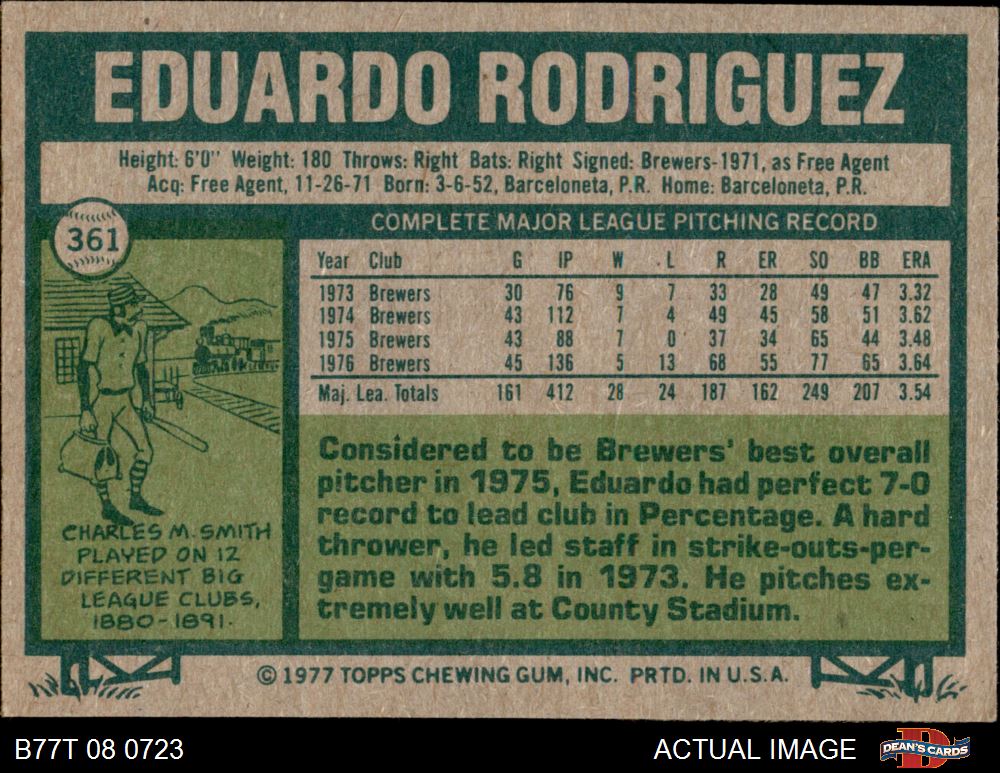 EDUARDO RODRIGUEZ
Height: 6'0" Weight: 180 Throws: Right Bats: Right Signed: Brewers-1971, as Free Agent
Acq: Free Agent, 11-26-71 Born: 3-6-52, Barceloneta, P.R. Home: Barceloneta, P.R.
361
COMPLETE MAJOR LEAGUE PITCHING RECORD
Year Club G IP W L R ER SO BB ERA
1973 Brewers 30 76 9 7 33 28 49 47 3.32
1974 Brewers 43 112 7 4 49 45 58 51 3.62
1975 Brewers 43 88 7 0 37 34 65 44 3.48
1976 Brewers 45 136 5 13 68 55 77 65 3.64
Maj. Lea. Totals 161 412 28 24 187 162 249 207 3.54
CHARLES M. SMITH
PLAYED ON 12
DIFFERENT BIG
LEAGUE CLUBS,
1880-1891.
Considered to be Brewers' best overall
pitcher in 1975, Eduardo had perfect 7-0
record to lead club in Percentage. A hard
thrower, he led staff in strike-outs-per-
game with 5.8 in 1973. He pitches ex-
tremely well at County Stadium.
© 1977 TOPPS CHEWING GUM, INC. PRTD. IN U.S.A.
B77T 08 0723
ACTUAL IMAGE
DEAN'S CARDS